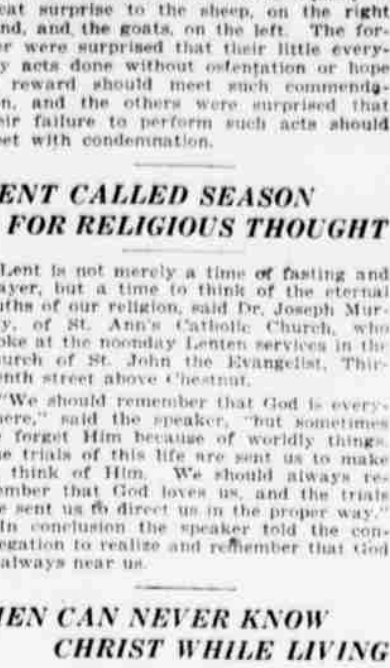 eat surprise to the sheep, on the right
nd, and the goats, on the left. The for-
er were surprised that their little every-
y acts done without ostentation or hope
reward should meet such commenda-
n, and the others were surprised that
eir failure to perform such acts should
eet with condemnation.
ENT CALLED SEASON
FOR RELIGIOUS THOUGHT
Lent is not merely a time of fasting and
ayer, but a time to think of the eternal
uths of our religion, said Dr. Joseph Mur-
y, of St. Ann's Catholic Church, who
oke at the noonday Lenten services in the
urch of St. John the Evangelist, Thir-
enth street above Chestnut.
"We should remember that God is every-
here," said the speaker, "but sometimes
e forget Him because of worldly things.
he trials of this life are sent us to make
think of Him. We should always re-
ember that God loves us, and the trials
e sent us to direct us in the proper way."
In conclusion the speaker told the con-
egation to realize and remember that God
always near us.
MEN CAN NEVER KNOW
CHRIST WHILE LIVING